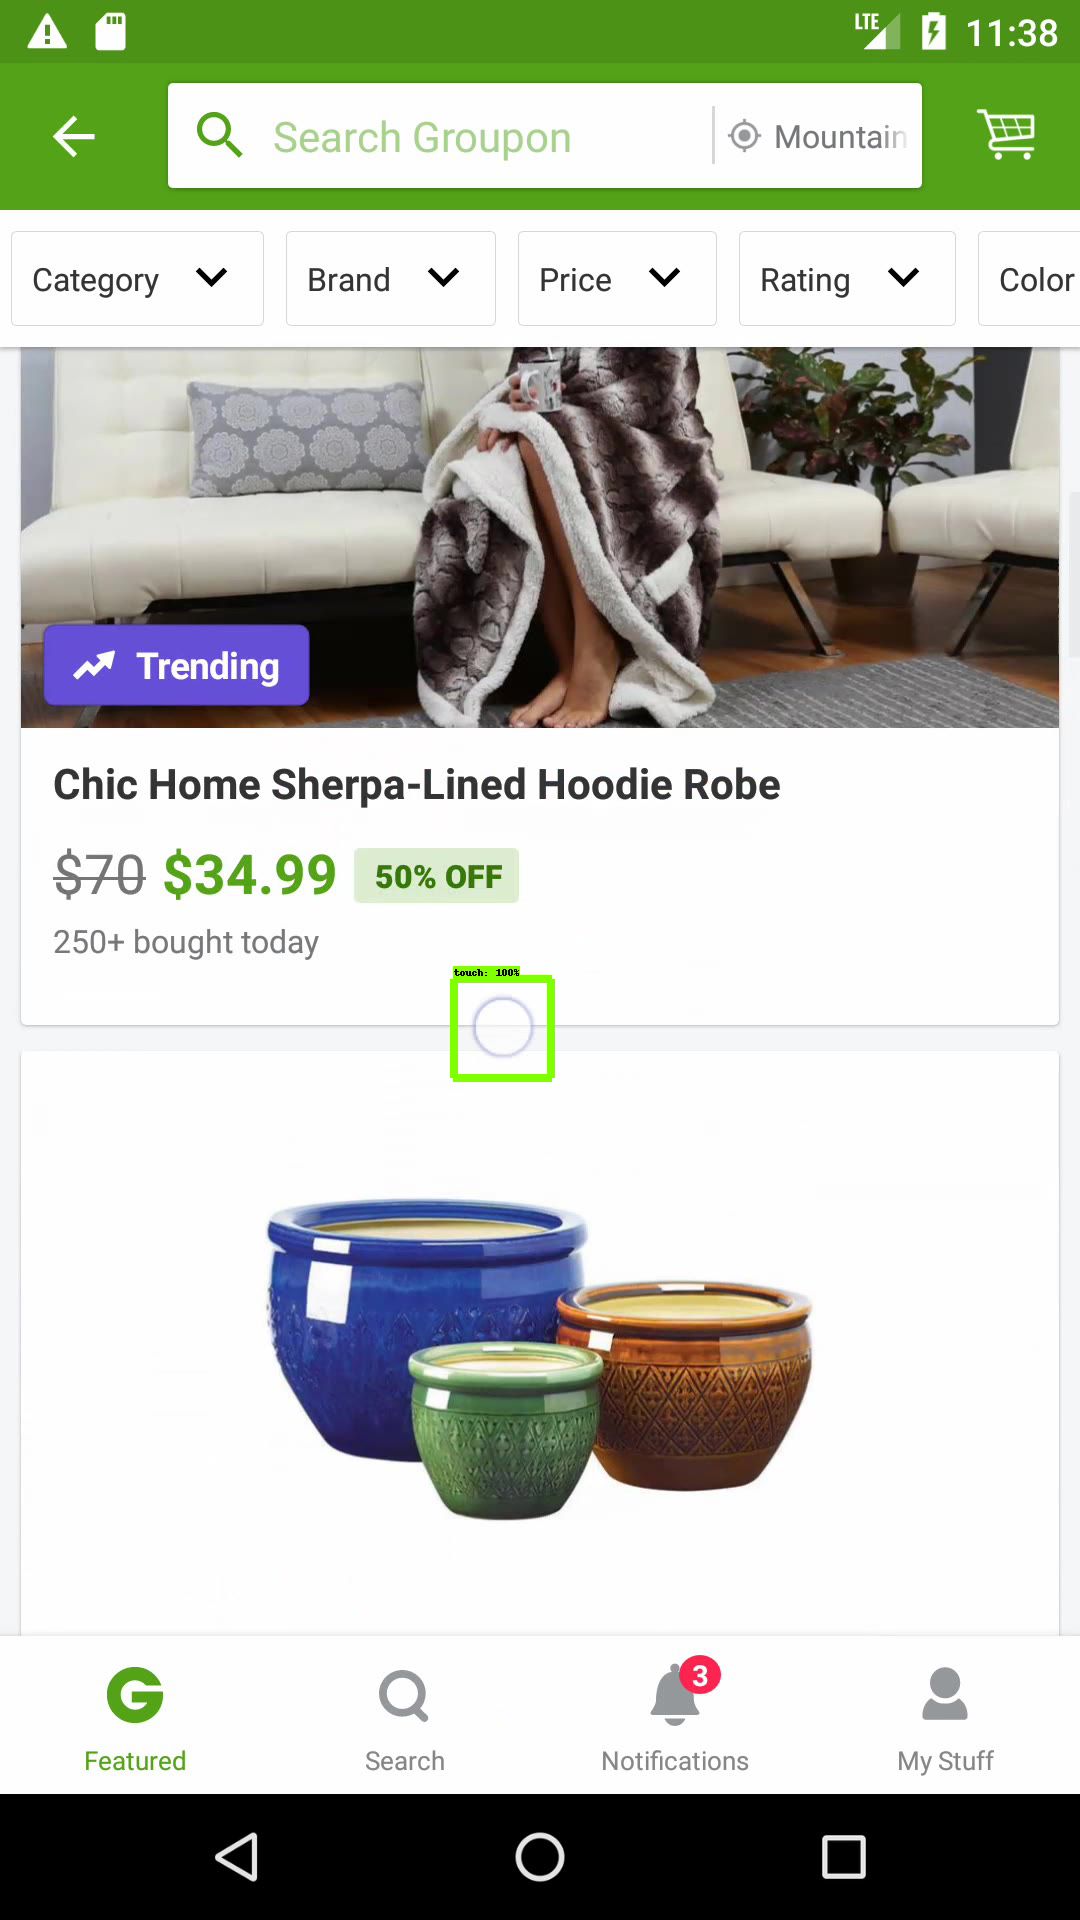 LTE 11:38
Search Groupon Mountain
Category Brand Price Rating Color
Trending
Chic Home Sherpa-Lined Hoodie Robe
$70 $34.99 50% OFF
250+ bought today
touch: 100%
3
Featured Search Notifications My Stuff